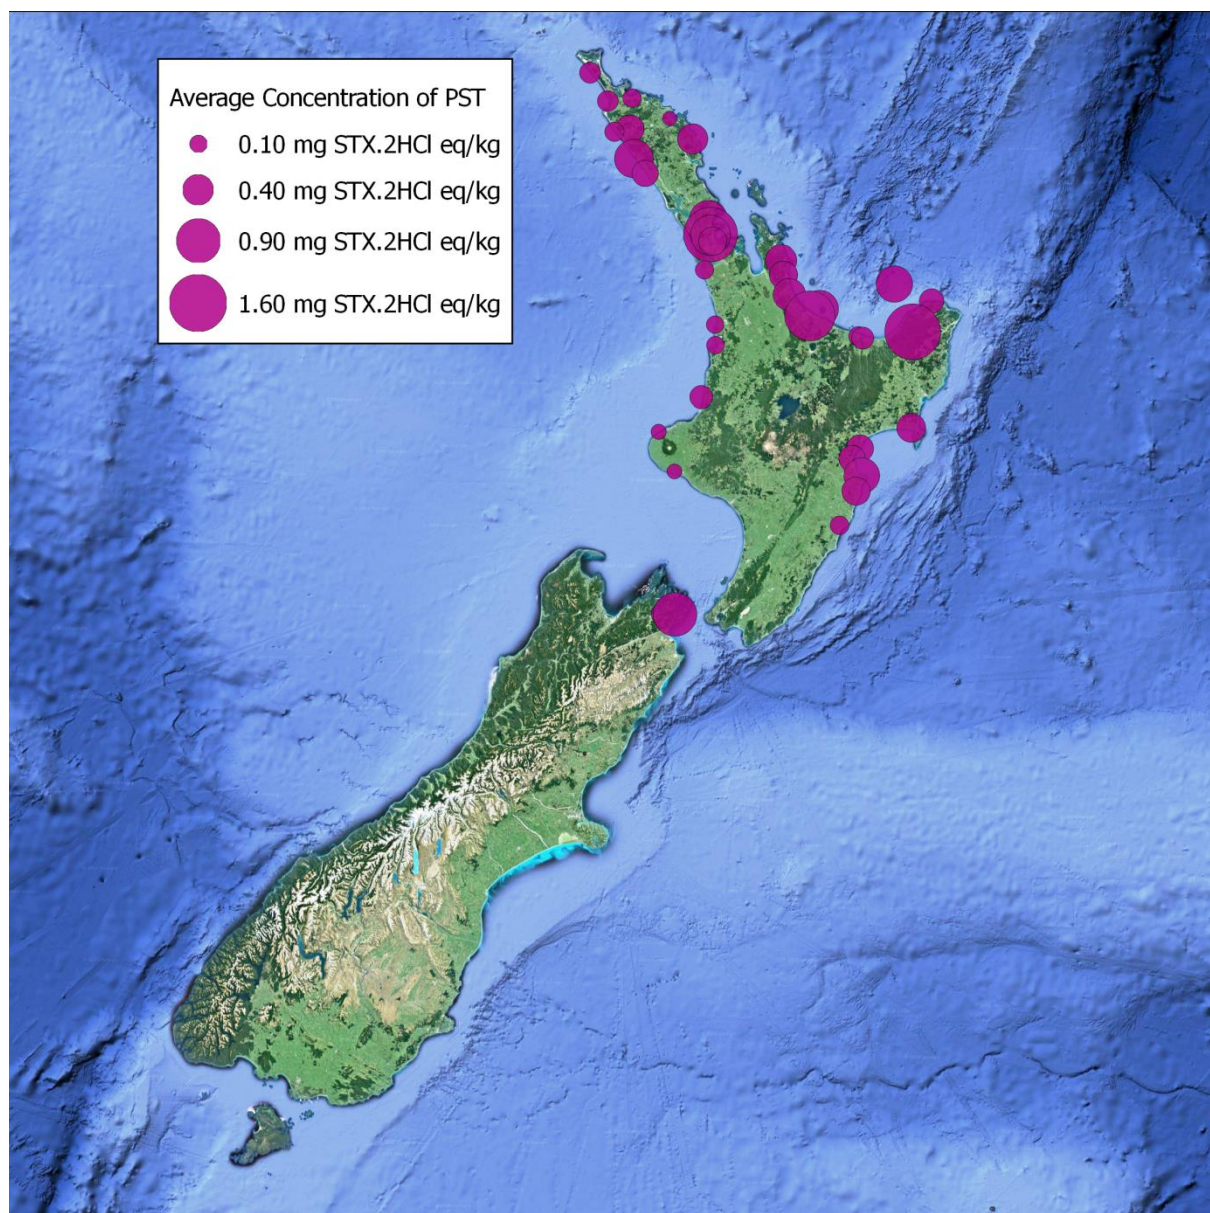 Average Concentration of PST
0.10 mg STX.2HCl eq/kg
0.40 mg STX.2HCl eq/kg
0.90 mg STX.2HCl eq/kg
1.60 mg STX.2HCl eq/kg